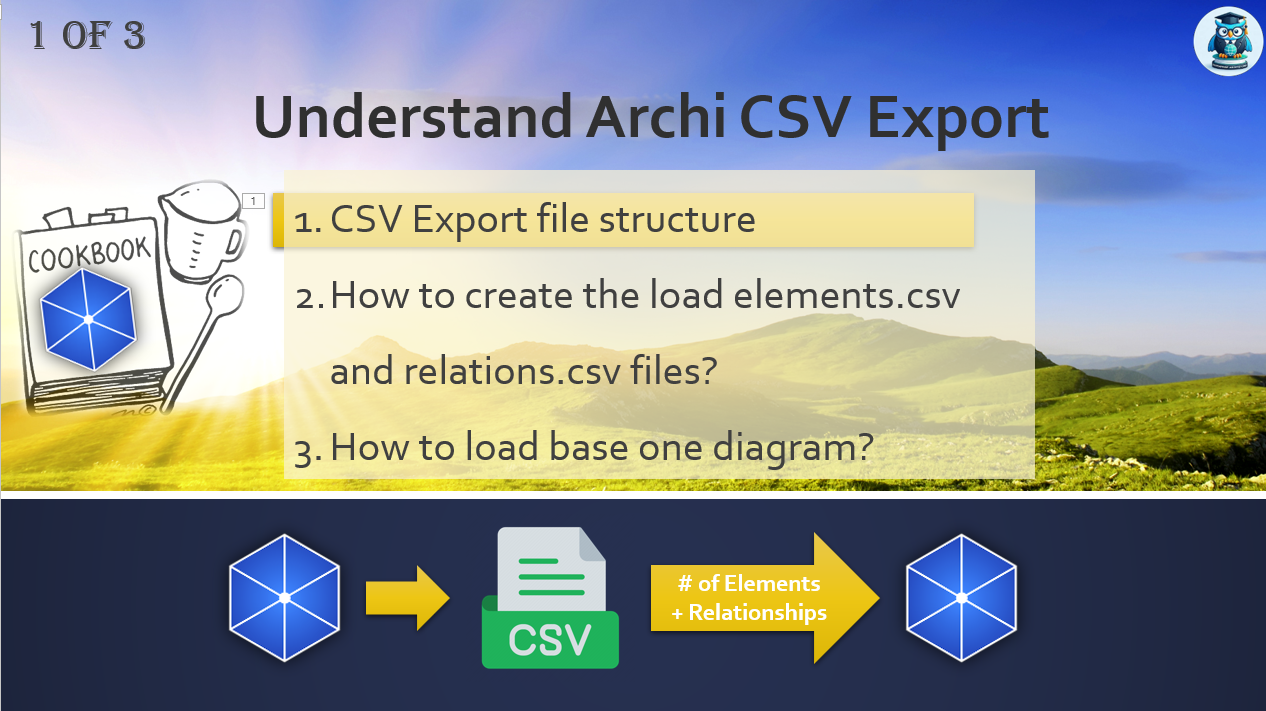 1 OF 3
Understand Archi CSV Export
1
1. CSV Export file structure
COOKBOOK
2. How to create the load elements.csv
and relations.csv files?
3. How to load base one diagram?
# of Elements
+ Relationships
CSV